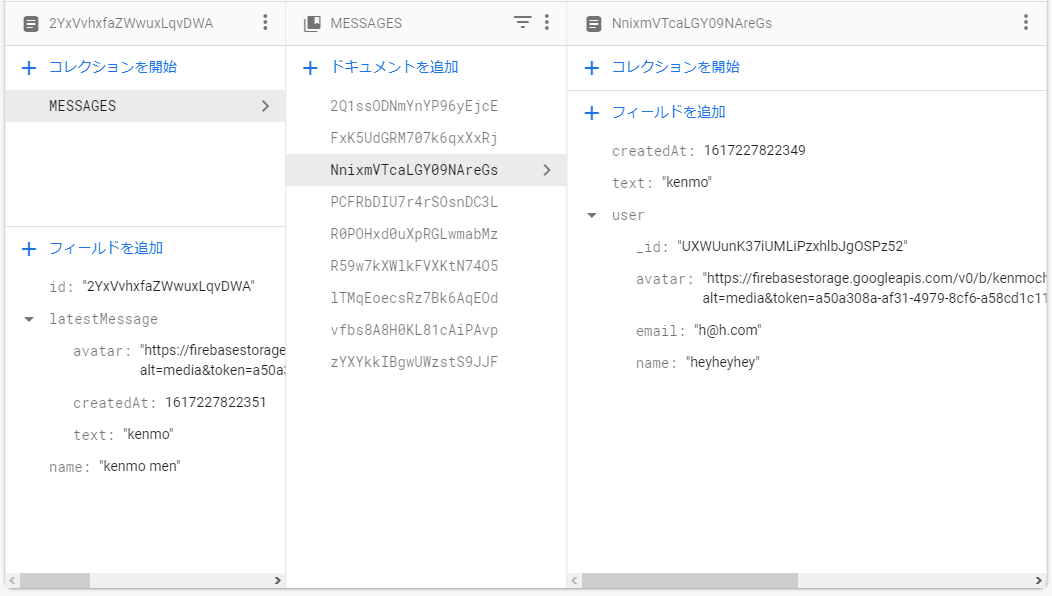 2YxVvhxfaZWwuxLqvDWA
コレクションを開始
MESSAGES
フィールドを追加
id: "2YxVvhxfaZWwuxLqvDWA"
latestMessage
avatar: "https://firebasestorage
alt=media&token=a50a3
createdAt: 1617227822351
text: "kenmo"
name: "kenmo men"
MESSAGES
ドキュメントを追加
2Q1ssODNmYnYP96yEjcE
FxK5UdGRM707k6qxXxRj
NnixmVTcaLGY09NAreGs
PCFRbDIU7r4rSOsnDC3L
R0POHxd0uXpRGLwmabMz
R59w7kXWlkFVXKtN74O5
lTMqEoecsRz7Bk6AqEOd
vfbs8A8H0KL81cAiPAvp
zYXYkkIBgwUWzstS9JJF
NnixmVTcaLGY09NAreGs
コレクションを開始
フィールドを追加
createdAt: 1617227822349
text: "kenmo"
user
_id: "UXWUunK37iUMLiPzxhlbJgOSPz52"
avatar: "https://firebasestorage.googleapis.com/v0/b/kenmoch
alt=media&token=a50a308a-af31-4979-8cf6-a58cd1c11
email: "h@h.com"
name: "heyheyhey"